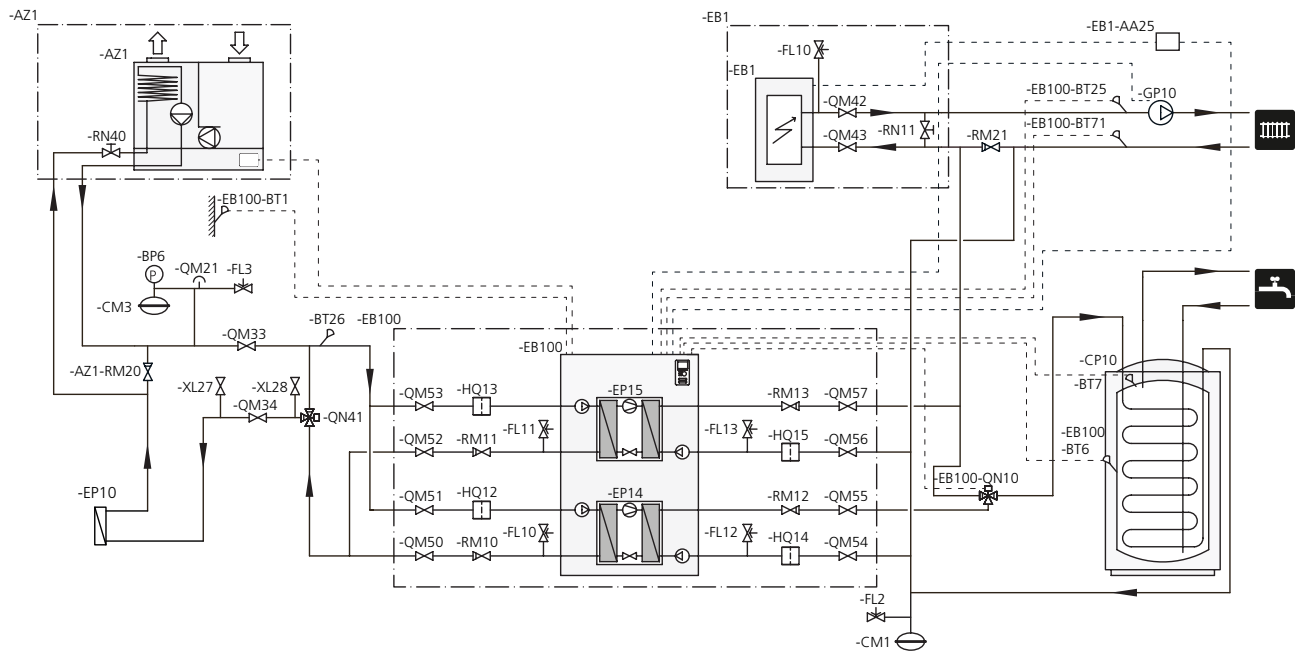 -AZ1
-AZ1
-RN40
-EB100-BT1
-BP6
P
-QM21
-FL3
-CM3
-QM33
-BT26
-EB100
-AZ1-RM20
-XL27
-XL28
-QM34
-QN41
-EP10
-EB1
-FL10
-EB1
-QM42
-QM43
-RN11
-RM21
-EB1-AA25
-EB100-BT25
-GP10
-EB100-BT71
-EB100
-QM53
-HQ13
-EP15
-RM13
-QM57
-QM52
-RM11
-FL11
-FL13
-HQ15
-QM56
-QM51
-HQ12
-EP14
-RM12
-QM55
-QM50
-RM10
-FL10
-FL12
-HQ14
-QM54
-EB100-QN10
-CP10
-BT7
-EB100
-BT6
-FL2
-CM1